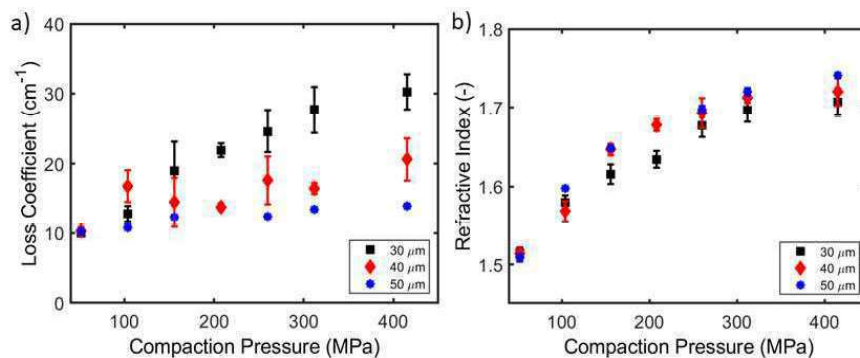 a)
Loss Coefficient (cm⁻¹)
40
30
20
10
0
100
200
300
400
Compaction Pressure (MPa)
30 μm
40 μm
50 μm
b)
Refractive Index (-)
1.8
1.7
1.6
1.5
100
200
300
400
Compaction Pressure (MPa)
30 μm
40 μm
50 μm